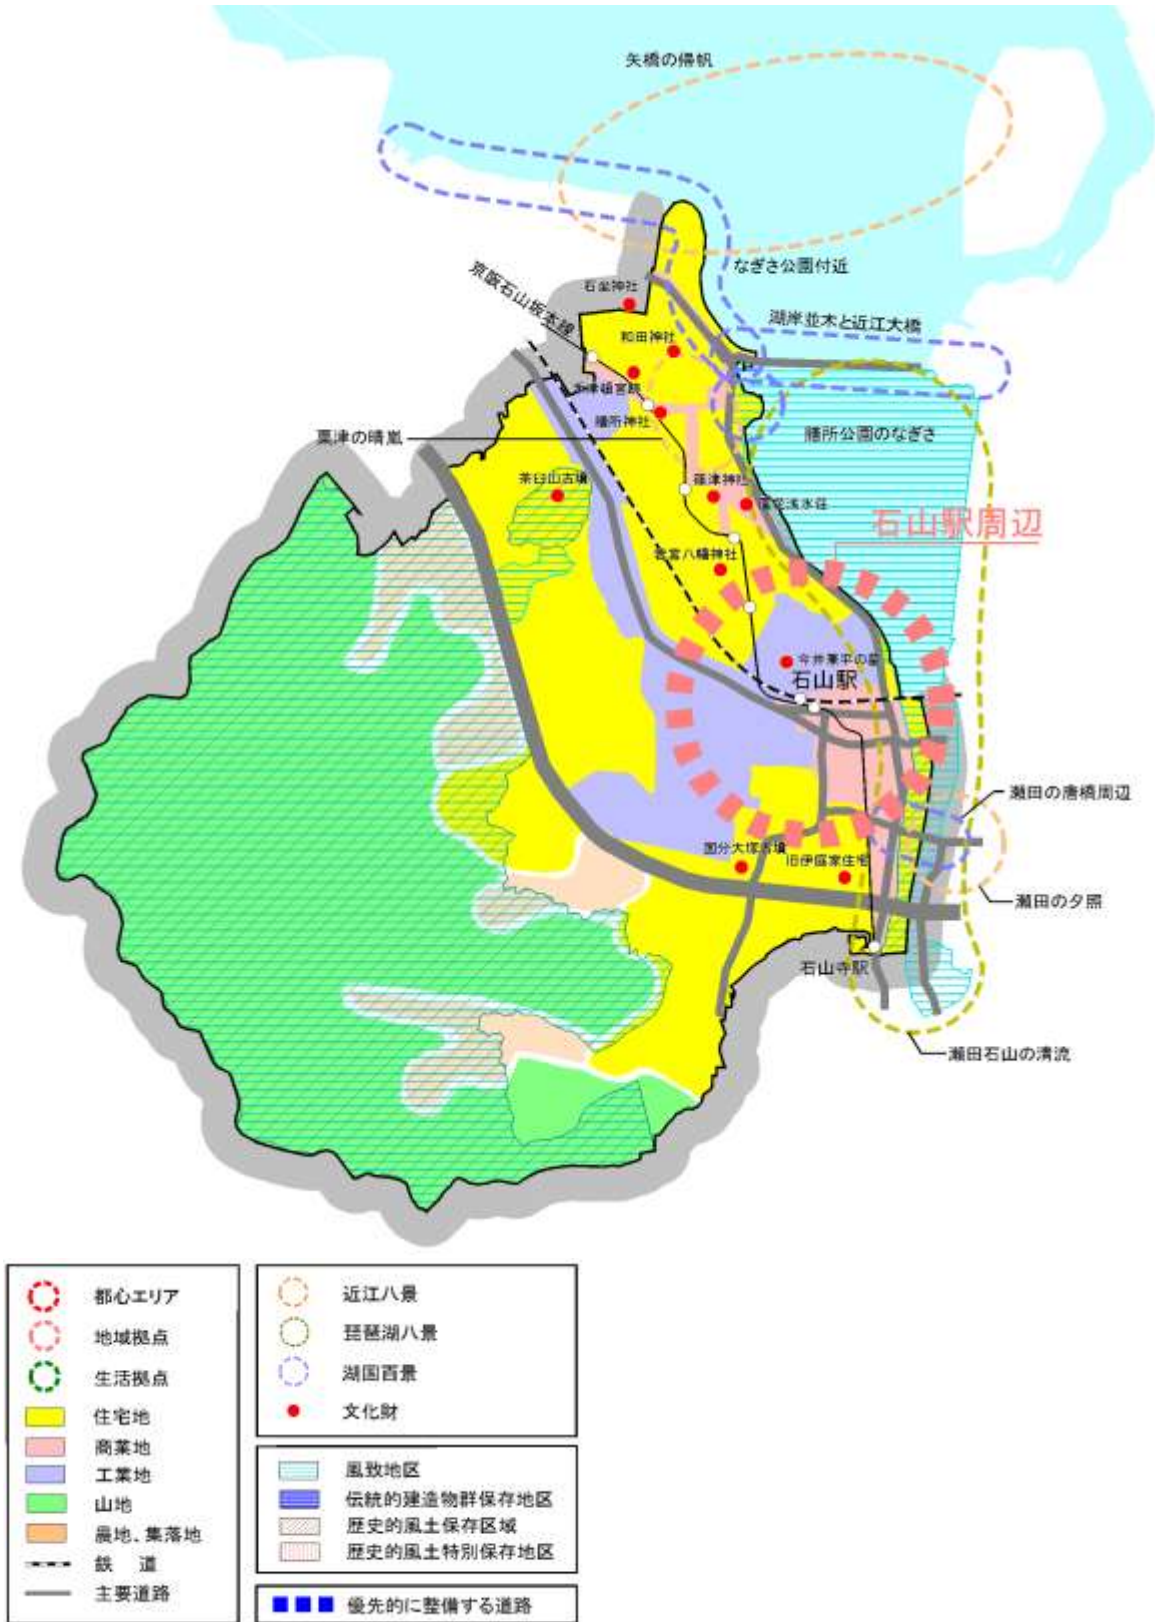 矢橋の帰帆
なぎさ公園付近
京阪石山坂本線
石坐神社
湖岸並木と近江大橋
和田神社
膳所神社
粟津の晴嵐
膳所公園のなぎさ
茶臼山古墳
篠津神社
石山駅周辺
若宮八幡神社
今井兼平の墓
石山駅
瀬田の唐橋周辺
国分大塚古墳
旧伊庭家住宅
瀬田の夕照
石山寺駅
瀬田石山の清流
都心エリア
地域拠点
生活拠点
住宅地
商業地
工業地
山地
農地、集落地
鉄　道
主要道路
近江八景
琵琶湖八景
湖国百景
文化財
風致地区
伝統的建造物群保存地区
歴史的風土保存区域
歴史的風土特別保存地区
優先的に整備する道路